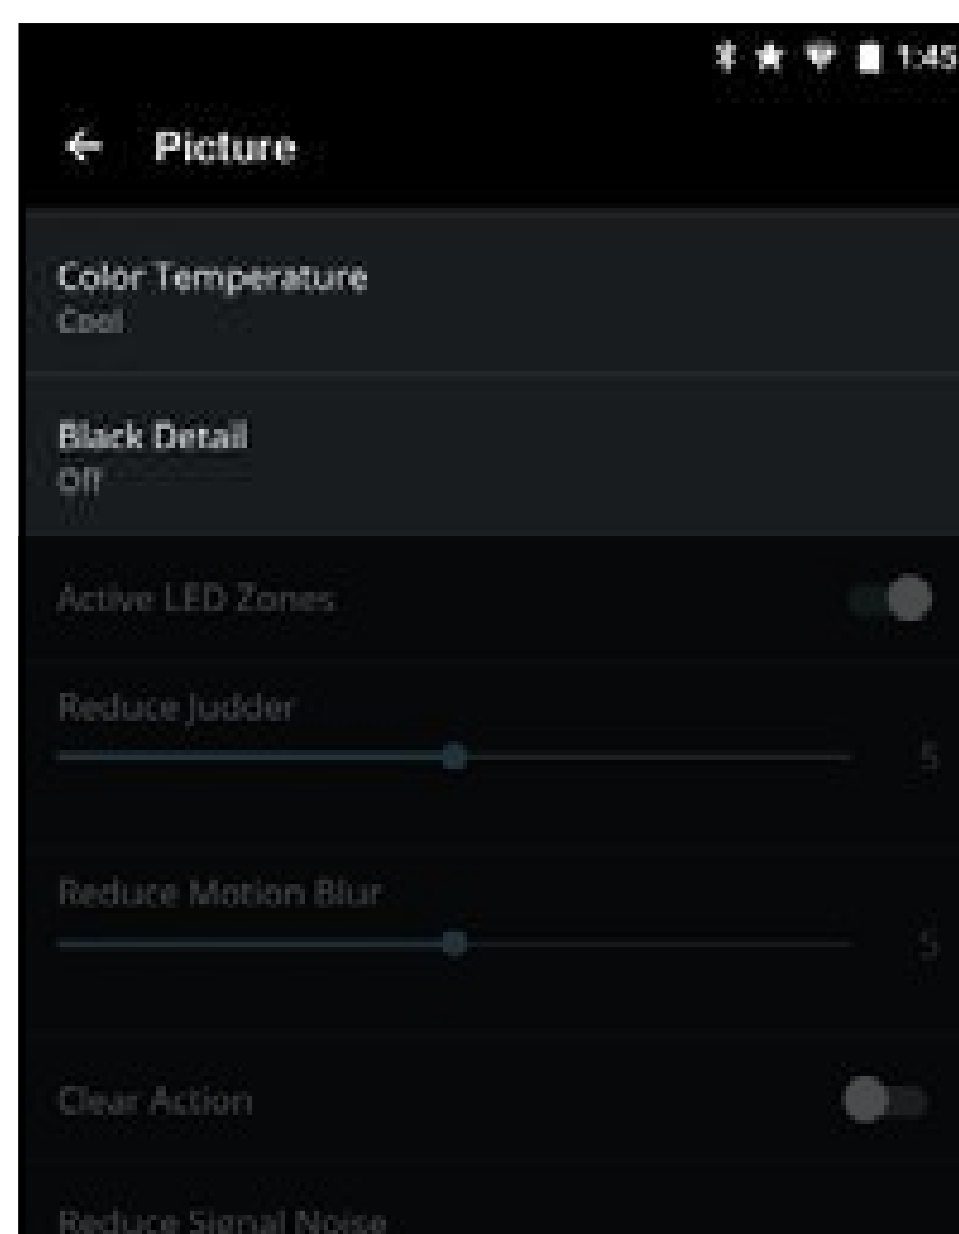 1:45
Picture
Color Temperature
Cool
Black Detail
Off
Active LED Zones
Reduce Judder
5
Reduce Motion Blur
5
Clear Action
Reduce Signal Noise